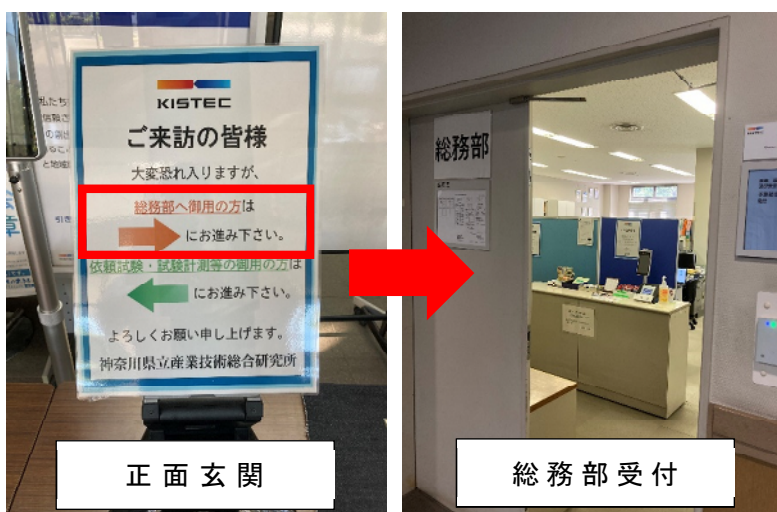 KISTEC
ご来訪の皆様
大変恐れ入りますが、
総務部へ御用の方は
にお進み下さい。
依頼試験・試験計測等の御用の方は
にお進み下さい。
よろしくお願い申し上げます。
神奈川県立産業技術総合研究所
正面玄関
総務部
総務部受付